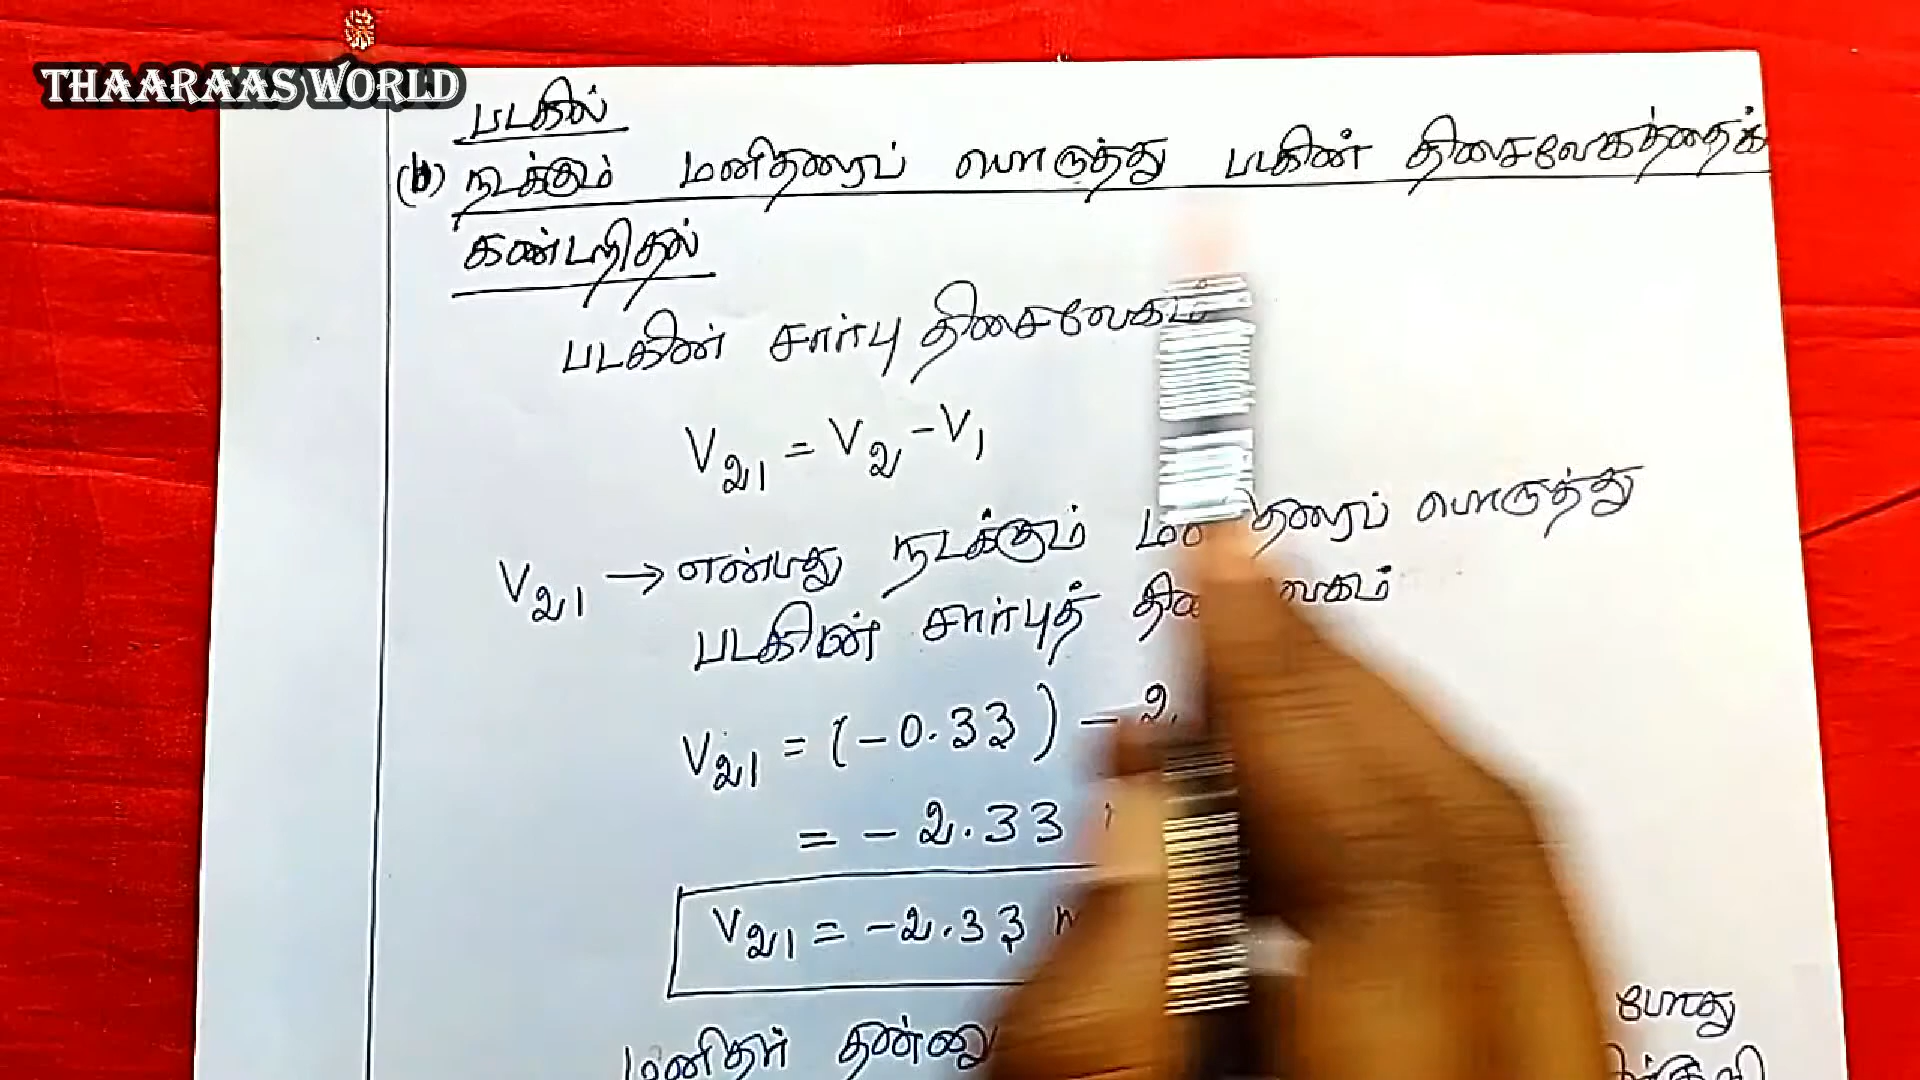 THAARAAS WORLD
படகில்
(b) நடக்கும் மனிதரைப் பொருத்து படகின் திசைவேகத்தைக்
கண்டறிதல்
படகின் சார்பு திசைவேகம்
V21 = V2 - V1
V21 → என்பது நடக்கும் பொருத்து
படகின் சார்புத்
V21 = (-0.33) - 2.
= - 2.33
V21 = -2.33
போது
மனிதர்